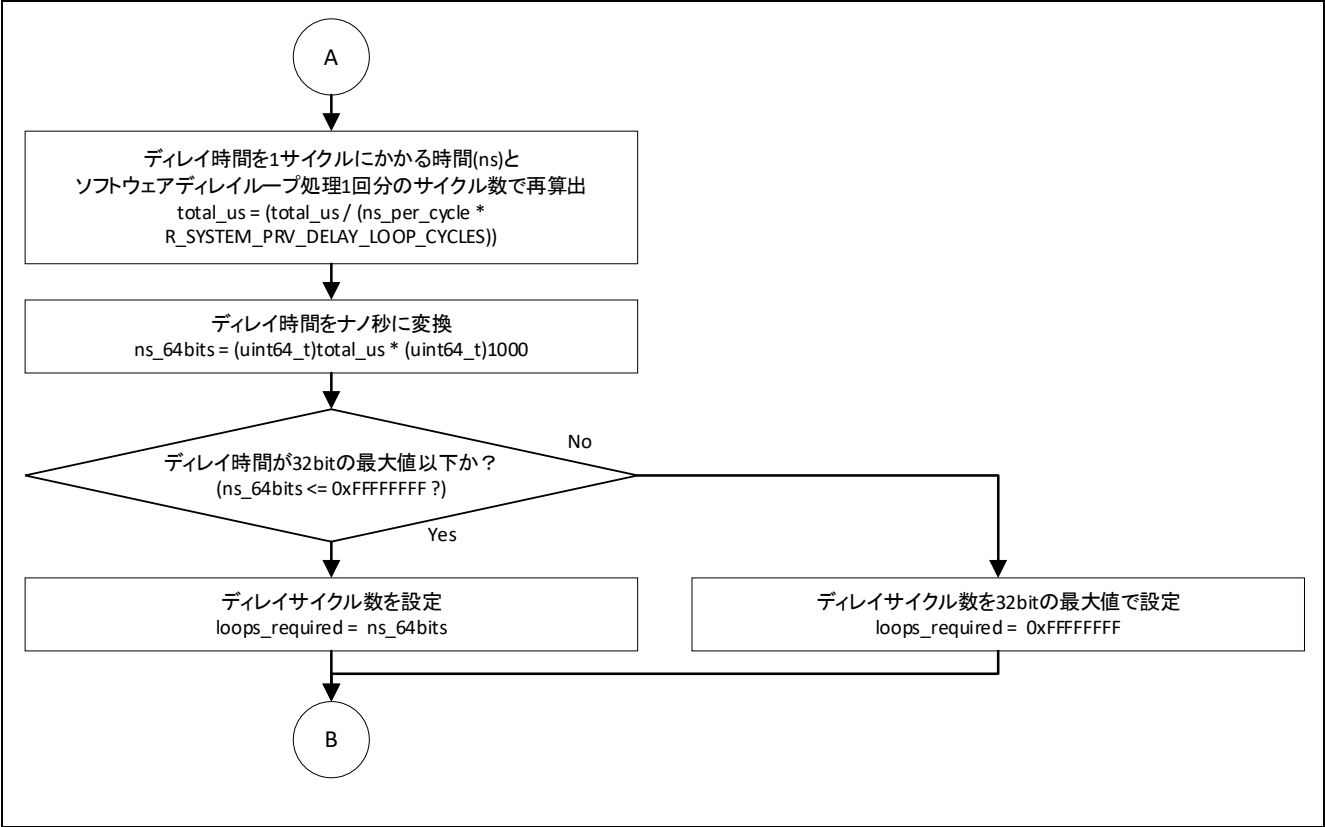 A
ディレイ時間を1サイクルにかかる時間(ns)と
ソフトウェアディレイループ処理1回分のサイクル数で再算出
total_us = (total_us / (ns_per_cycle *
R_SYSTEM_PRV_DELAY_LOOP_CYCLES))
ディレイ時間をナノ秒に変換
ns_64bits = (uint64_t)total_us * (uint64_t)1000
No
ディレイ時間が32bitの最大値以下か？
(ns_64bits <= 0xFFFFFFFF ?)
Yes
ディレイサイクル数を設定
loops_required = ns_64bits
ディレイサイクル数を32bitの最大値で設定
loops_required = 0xFFFFFFFF
B